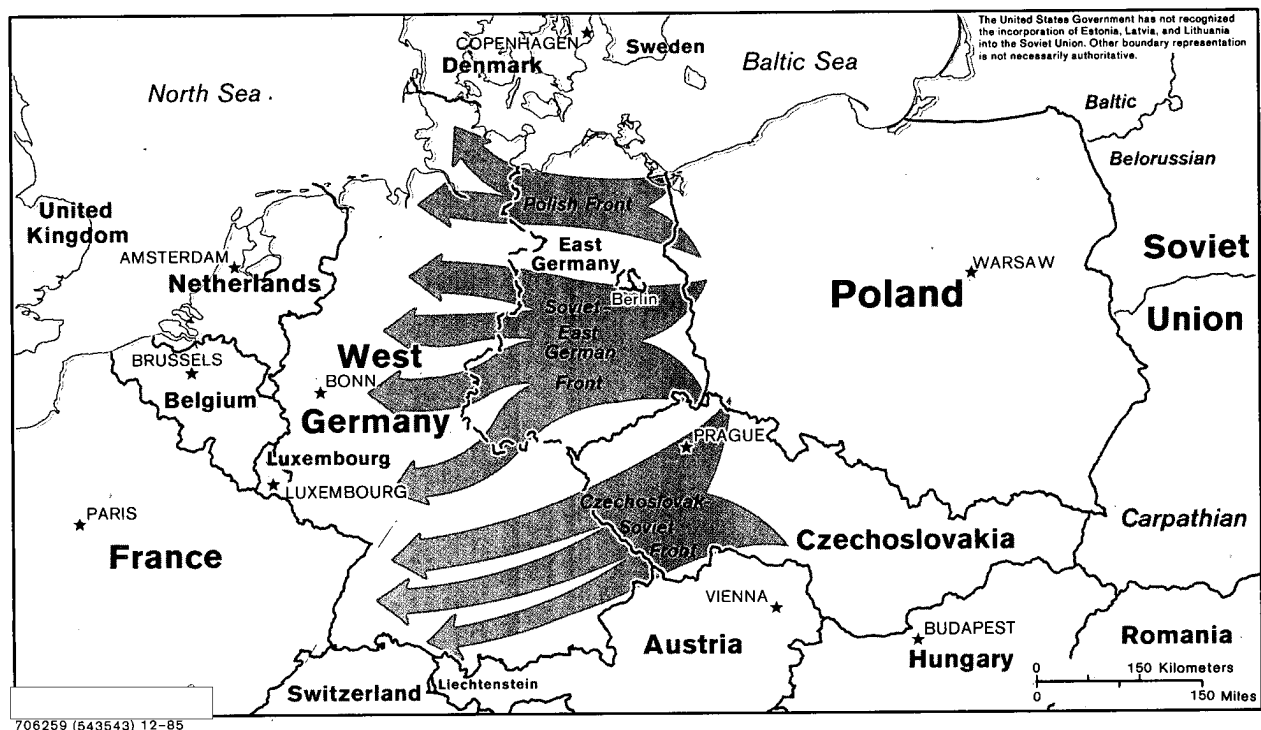 The United States Government has not recognized
the incorporation of Estonia, Latvia, and Lithuania
into the Soviet Union. Other boundary representation
is not necessarily authoritative.
COPENHAGEN
Denmark
Sweden
Baltic Sea
North Sea
Baltic
Belorussian
United
Kingdom
Polish Front
AMSTERDAM
Netherlands
East
Germany
Berlin
WARSAW
Poland
Soviet
Union
Soviet-
East
German
Front
BRUSSELS
Belgium
West
Germany
BONN
PRAGUE
Luxembourg
LUXEMBOURG
PARIS
France
Czechoslovak-
Soviet
Front
Czechoslovakia
Carpathian
VIENNA
Austria
BUDAPEST
Hungary
Romania
Switzerland
Liechtenstein
0 150 Kilometers
0 150 Miles
706259 (543543) 12-85